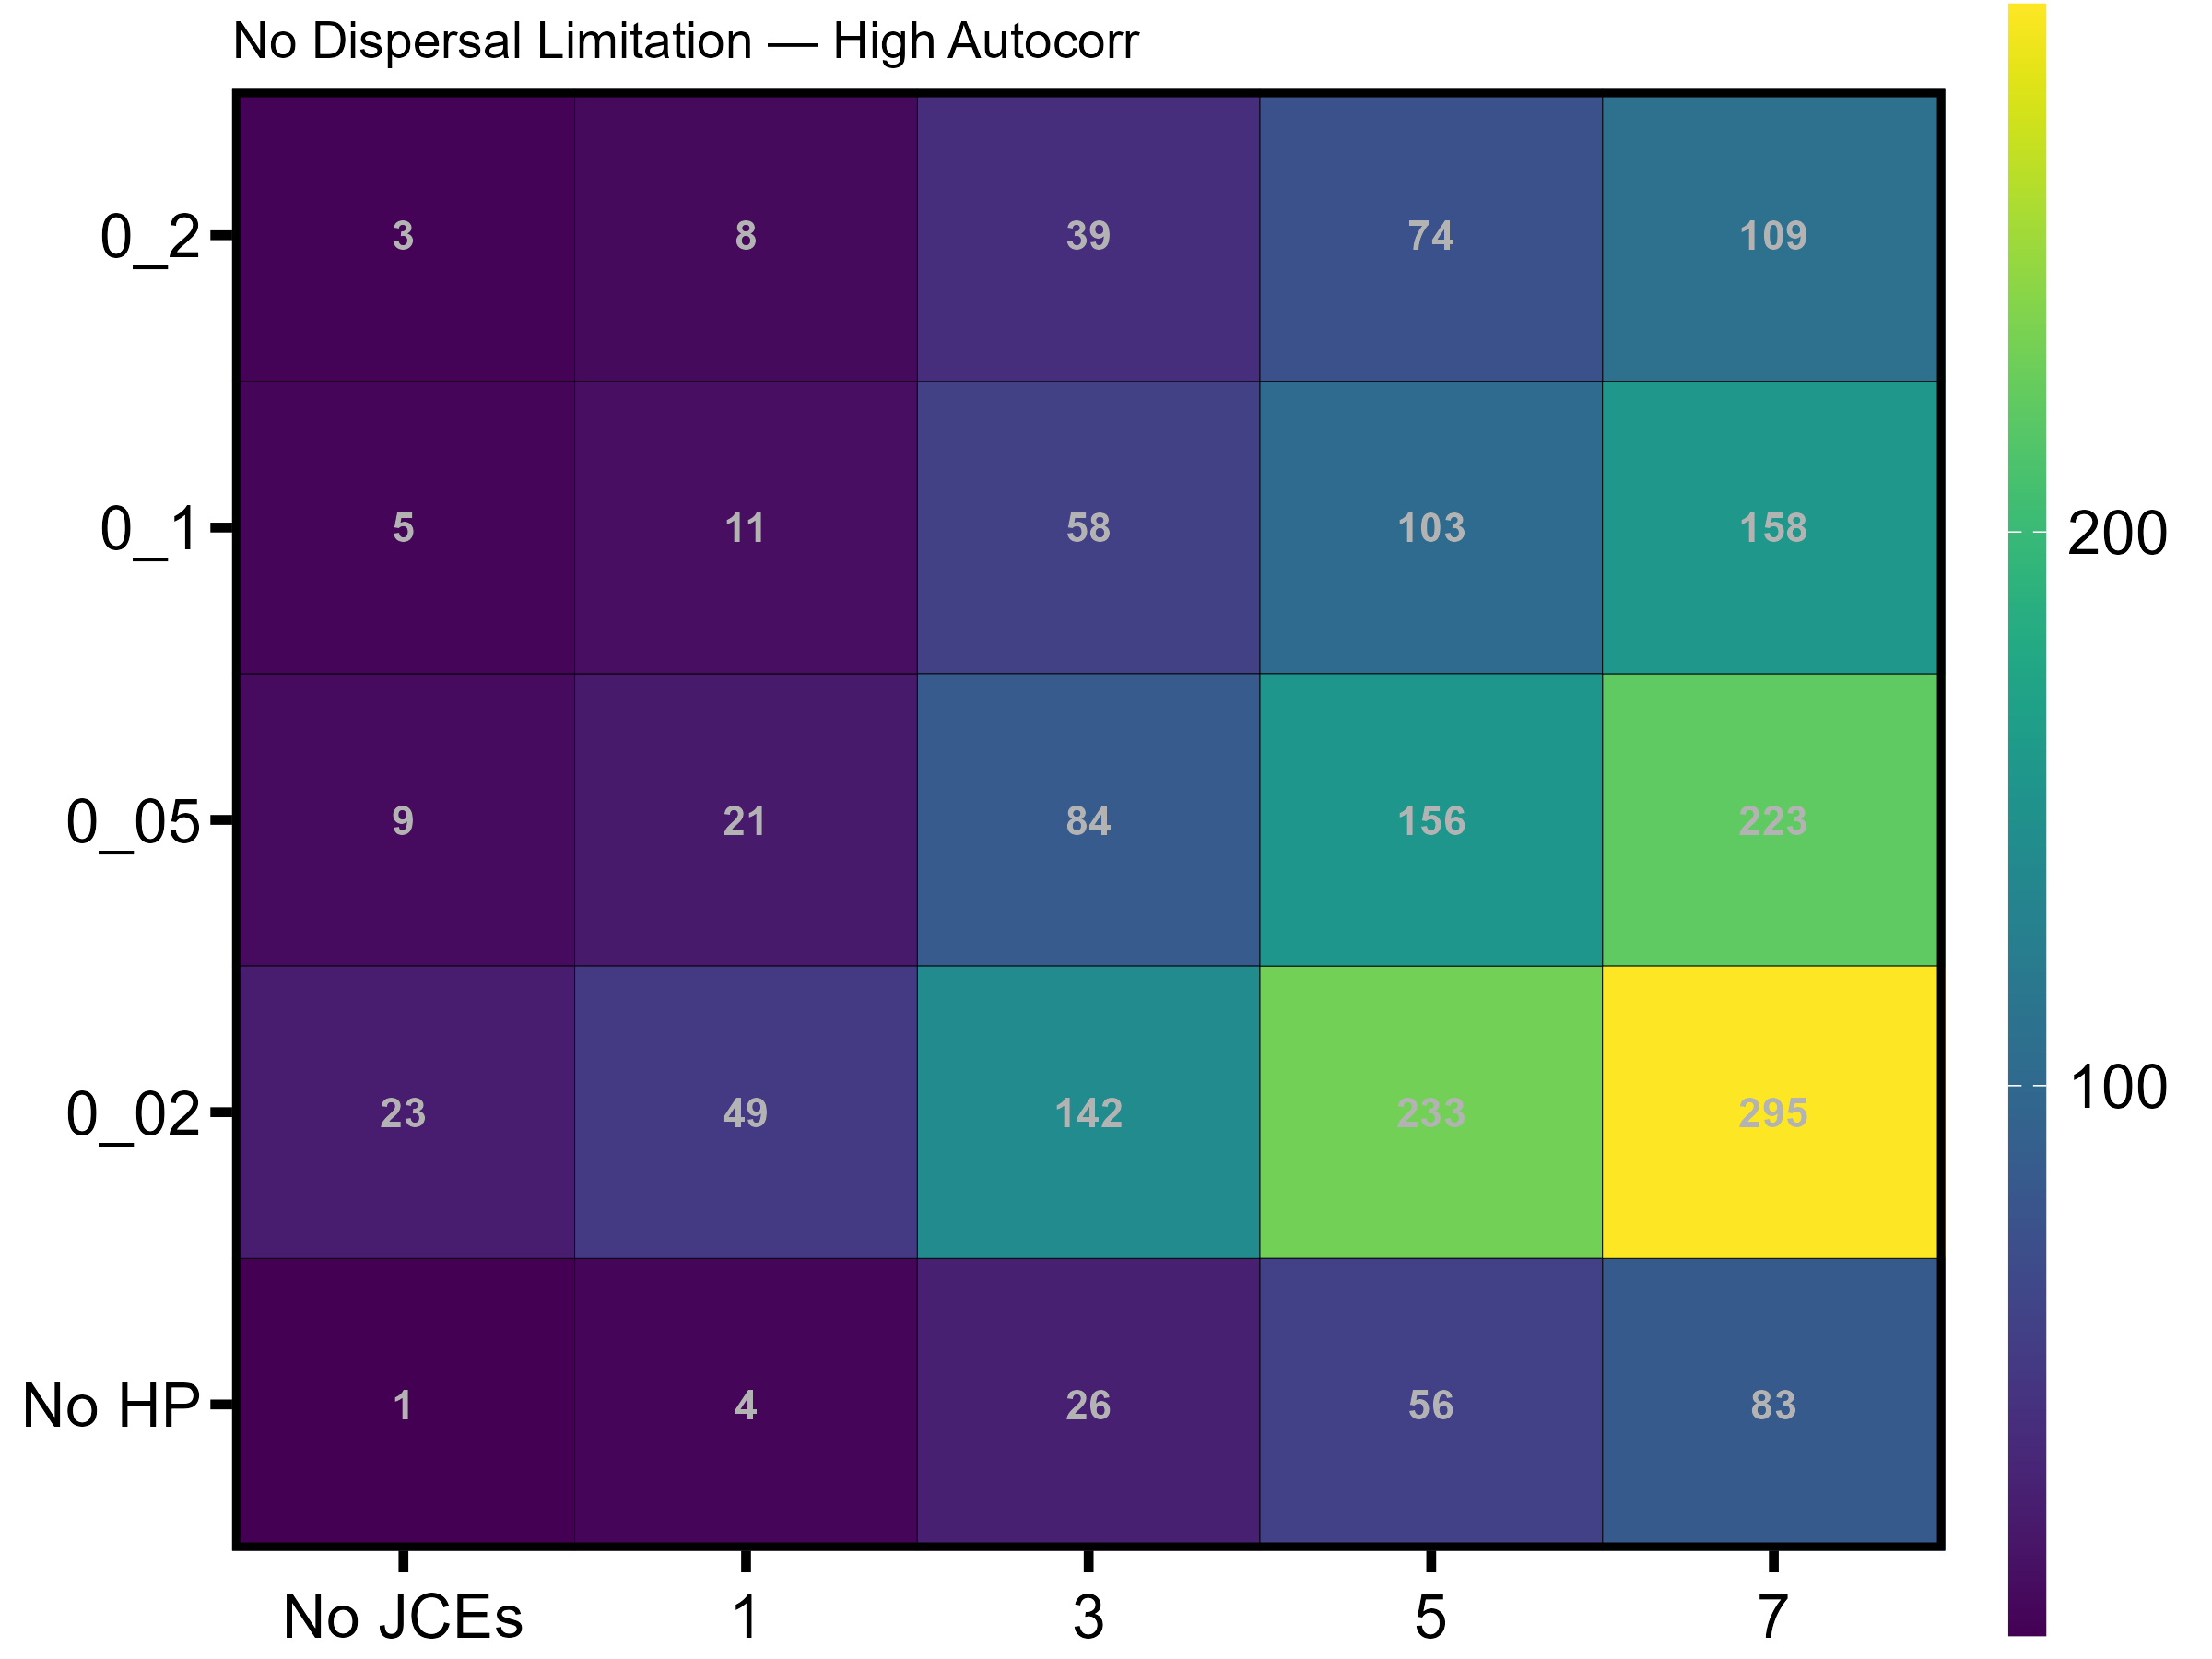 No Dispersal Limitation — High Autocorr
0_2 3 8 39 74 109
0_1 5 11 58 103 158
0_05 9 21 84 156 223
0_02 23 49 142 233 295
No HP 1 4 26 56 83
No JCEs 1 3 5 7
200
100